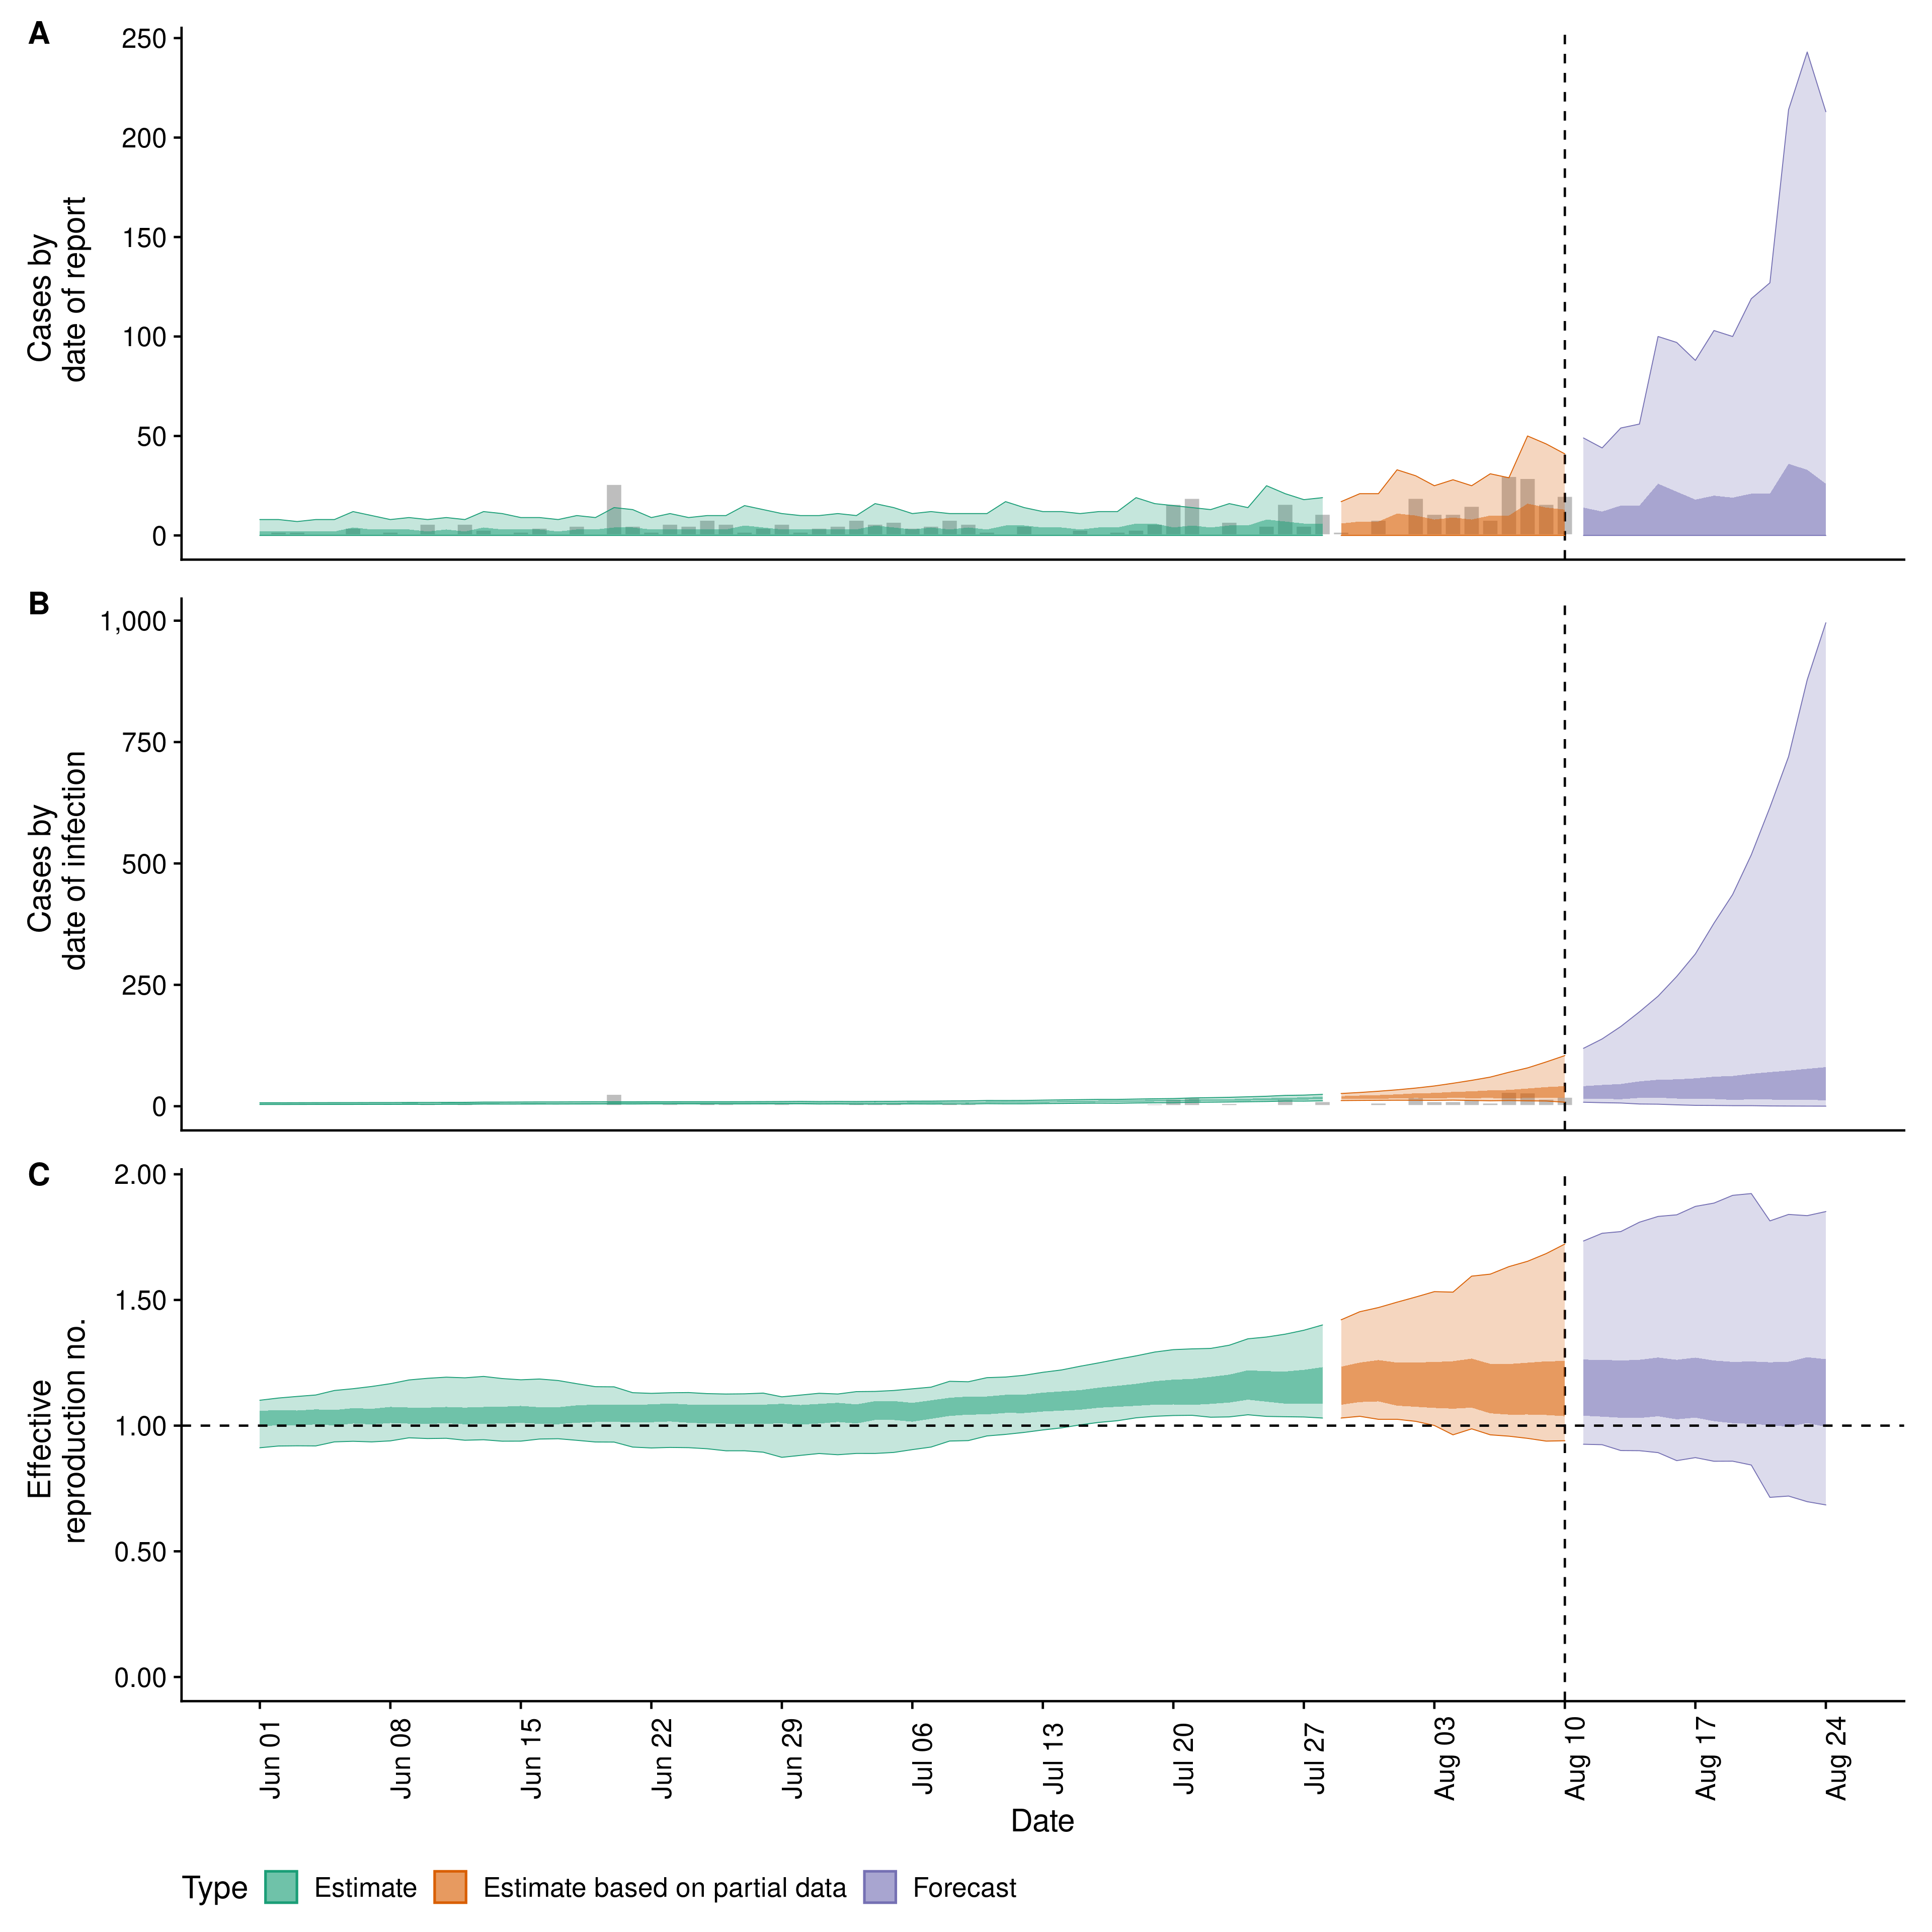 A
250
200
150
100
50
0
Cases by
date of report
B
1,000
750
500
250
0
Cases by
date of infection
C
2.00
1.50
1.00
0.50
0.00
Effective
reproduction no.
Jun 01
Jun 08
Jun 15
Jun 22
Jun 29
Jul 06
Jul 13
Jul 20
Jul 27
Aug 03
Aug 10
Aug 17
Aug 24
Date
Type Estimate Estimate based on partial data Forecast